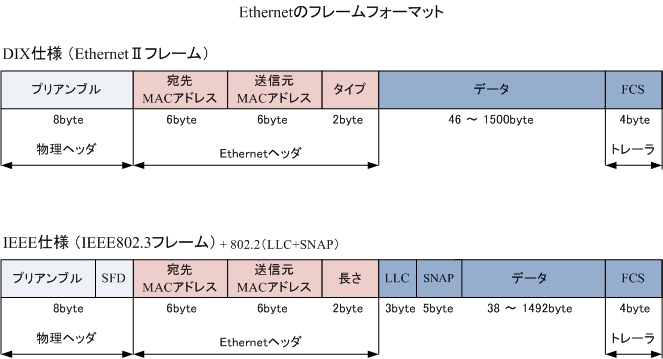 Ethernetのフレームフォーマット
DIX仕様（EthernetⅡフレーム）
プリアンブル
宛先
MACアドレス
送信元
MACアドレス
タイプ
データ
FCS
8byte
6byte
6byte
2byte
46 ～ 1500byte
4byte
物理ヘッダ
Ethernetヘッダ
トレーラ
IEEE仕様（IEEE802.3フレーム）+ 802.2（LLC+SNAP）
プリアンブル
SFD
宛先
MACアドレス
送信元
MACアドレス
長さ
LLC
SNAP
データ
FCS
8byte
6byte
6byte
2byte
3byte
5byte
38 ～ 1492byte
4byte
物理ヘッダ
Ethernetヘッダ
トレーラ